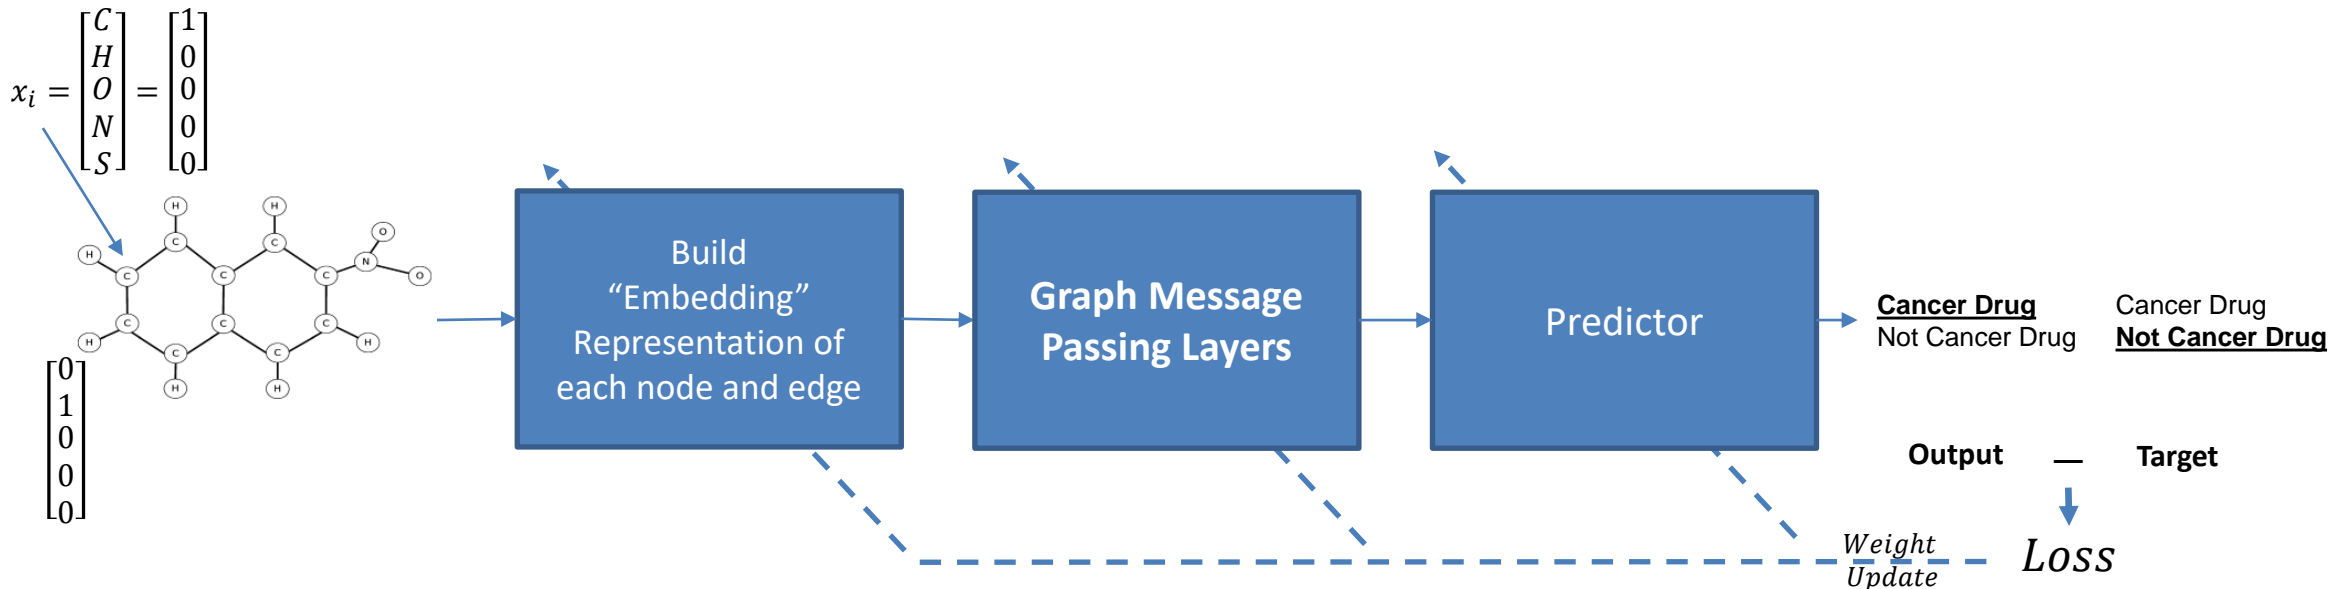 x_i = [C H O N S] = [1 0 0 0 0]
H H
O
C C
H N
C C C O
C C C
H H
C C
H H
[0 1 0 0 0]
Build
“Embedding”
Representation of
each node and edge
Graph Message
Passing Layers
Predictor
Cancer Drug
Not Cancer Drug
Cancer Drug
Not Cancer Drug
Output — Target
Weight
Update
Loss